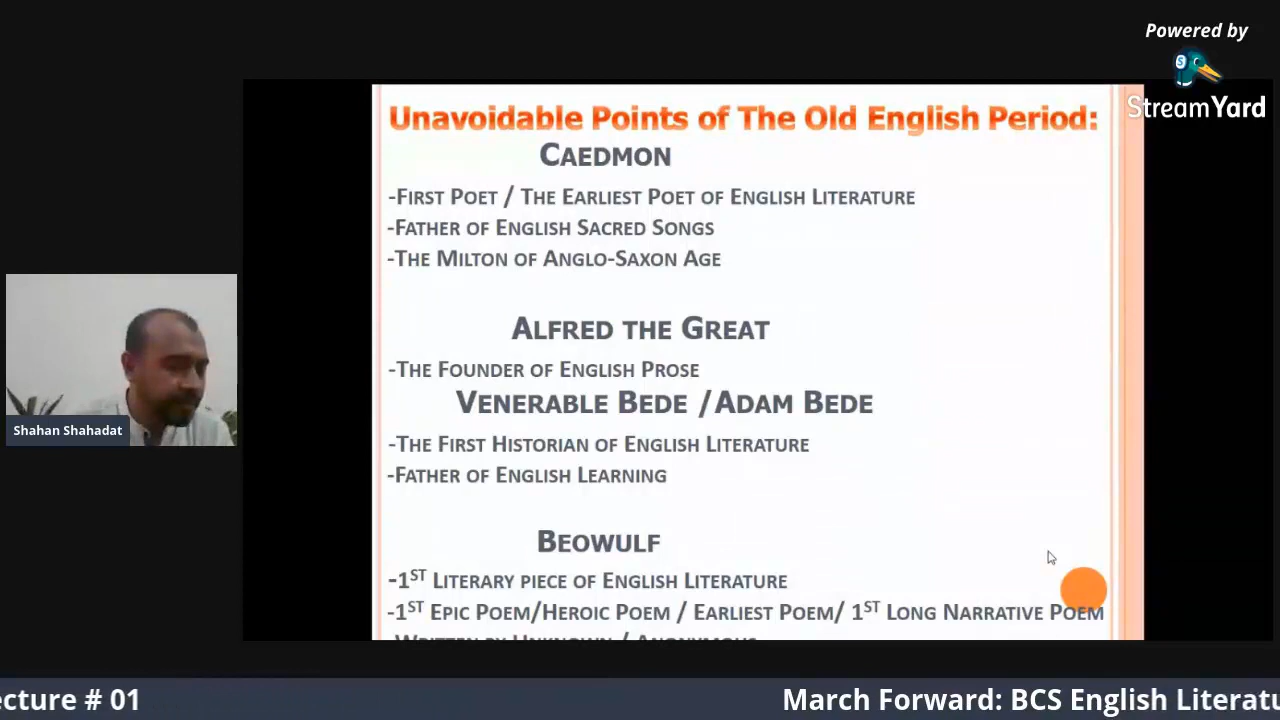 Powered by
StreamYard
Unavoidable Points of The Old English Period:
CAEDMON
-FIRST POET / THE EARLIEST POET OF ENGLISH LITERATURE
-FATHER OF ENGLISH SACRED SONGS
-THE MILTON OF ANGLO-SAXON AGE
ALFRED THE GREAT
-THE FOUNDER OF ENGLISH PROSE
VENERABLE BEDE /ADAM BEDE
-THE FIRST HISTORIAN OF ENGLISH LITERATURE
-FATHER OF ENGLISH LEARNING
Shahan Shahadat
BEOWULF
-1ST LITERARY PIECE OF ENGLISH LITERATURE
-1ST EPIC POEM/HEROIC POEM / EARLIEST POEM/ 1ST LONG NARRATIVE POEM
-WRITTEN BY UNKNOWN / ANONYMOUS
ecture # 01 March Forward: BCS English Literatu